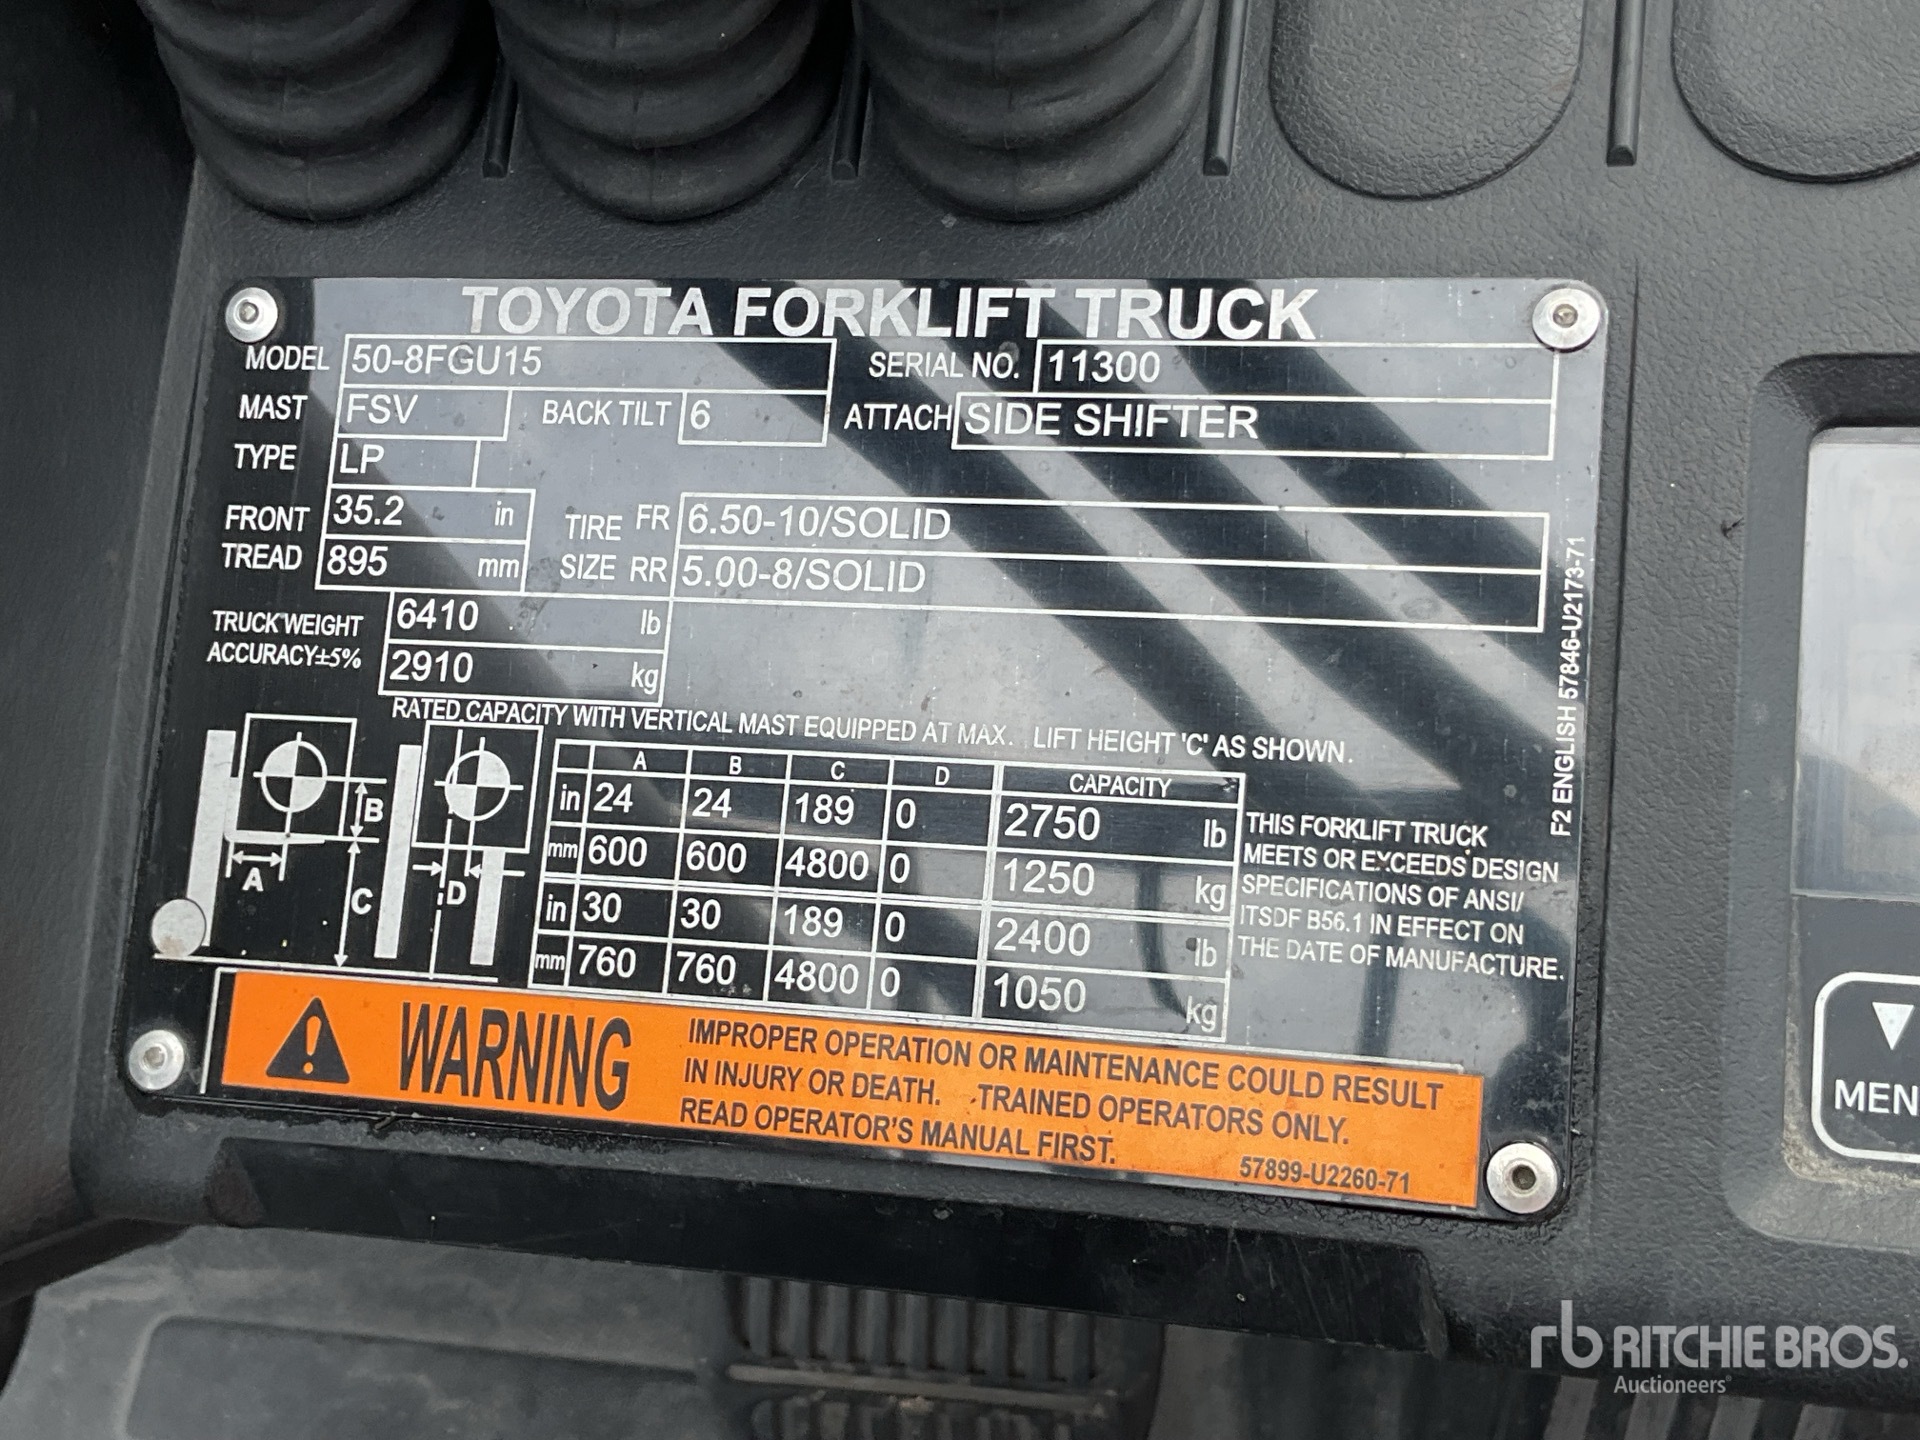 TOYOTA FORKLIFT TRUCK
MODEL 50-8FGU15 SERIAL NO. 11300
MAST FSV BACK TILT 6 ATTACH SIDE SHIFTER
TYPE LP
FRONT TREAD 35.2 in
895 mm
TIRE SIZE FR 6.50-10/SOLID
RR 5.00-8/SOLID
TRUCK WEIGHT 6410 lb
ACCURACY±5% 2910 kg
RATED CAPACITY WITH VERTICAL MAST EQUIPPED AT MAX. LIFT HEIGHT 'C' AS SHOWN.
A B C D CAPACITY
in 24 24 189 0 2750 lb
mm 600 600 4800 0 1250 kg
in 30 30 189 0 2400 lb
mm 760 760 4800 0 1050 kg
B
A
C
D
THIS FORKLIFT TRUCK
MEETS OR EXCEEDS DESIGN
SPECIFICATIONS OF ANSI/
ITSDF B56.1 IN EFFECT ON
THE DATE OF MANUFACTURE.
F2 ENGLISH 57846-U2173-71
WARNING
IMPROPER OPERATION OR MAINTENANCE COULD RESULT
IN INJURY OR DEATH. TRAINED OPERATORS ONLY.
READ OPERATOR'S MANUAL FIRST.
57899-U2260-71
MEN
rb RITCHIE BROS.
Auctioneers